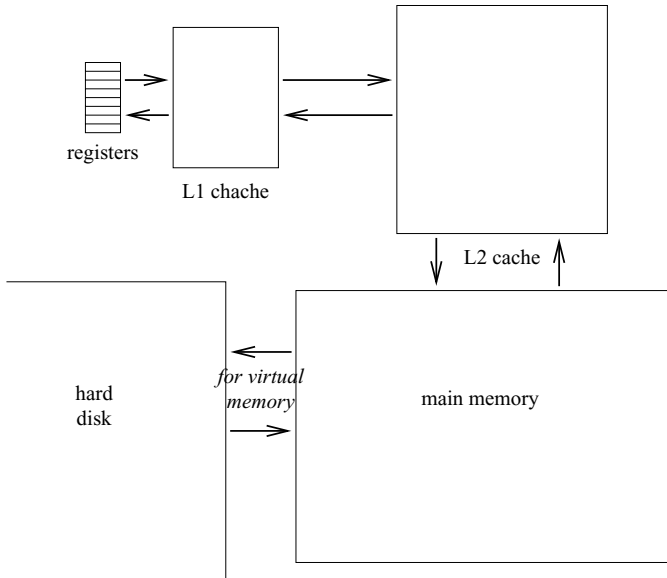 registers
L1 chache
L2 cache
for virtual
memory
hard
disk
main memory